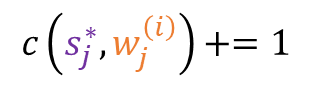 c(s_j^*, w_j^{(i)}) += 1